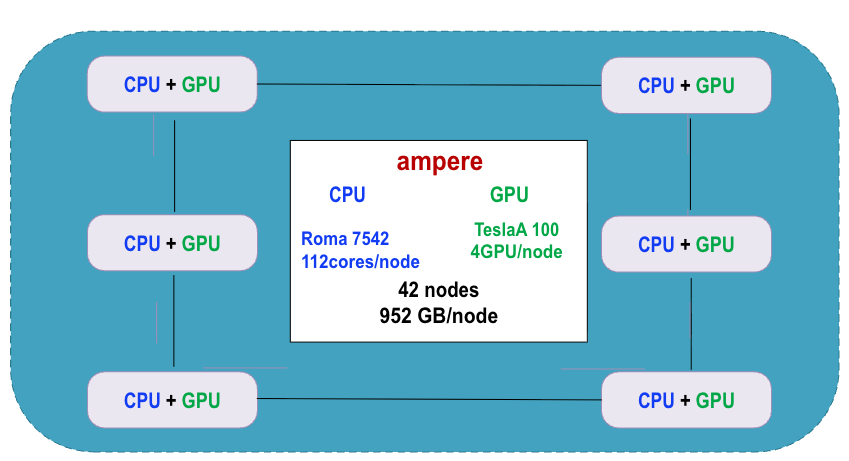 CPU + GPU
CPU + GPU
ampere
CPU
GPU
Roma 7542
112cores/node
TeslaA 100
4GPU/node
CPU + GPU
CPU + GPU
42 nodes
952 GB/node
CPU + GPU
CPU + GPU